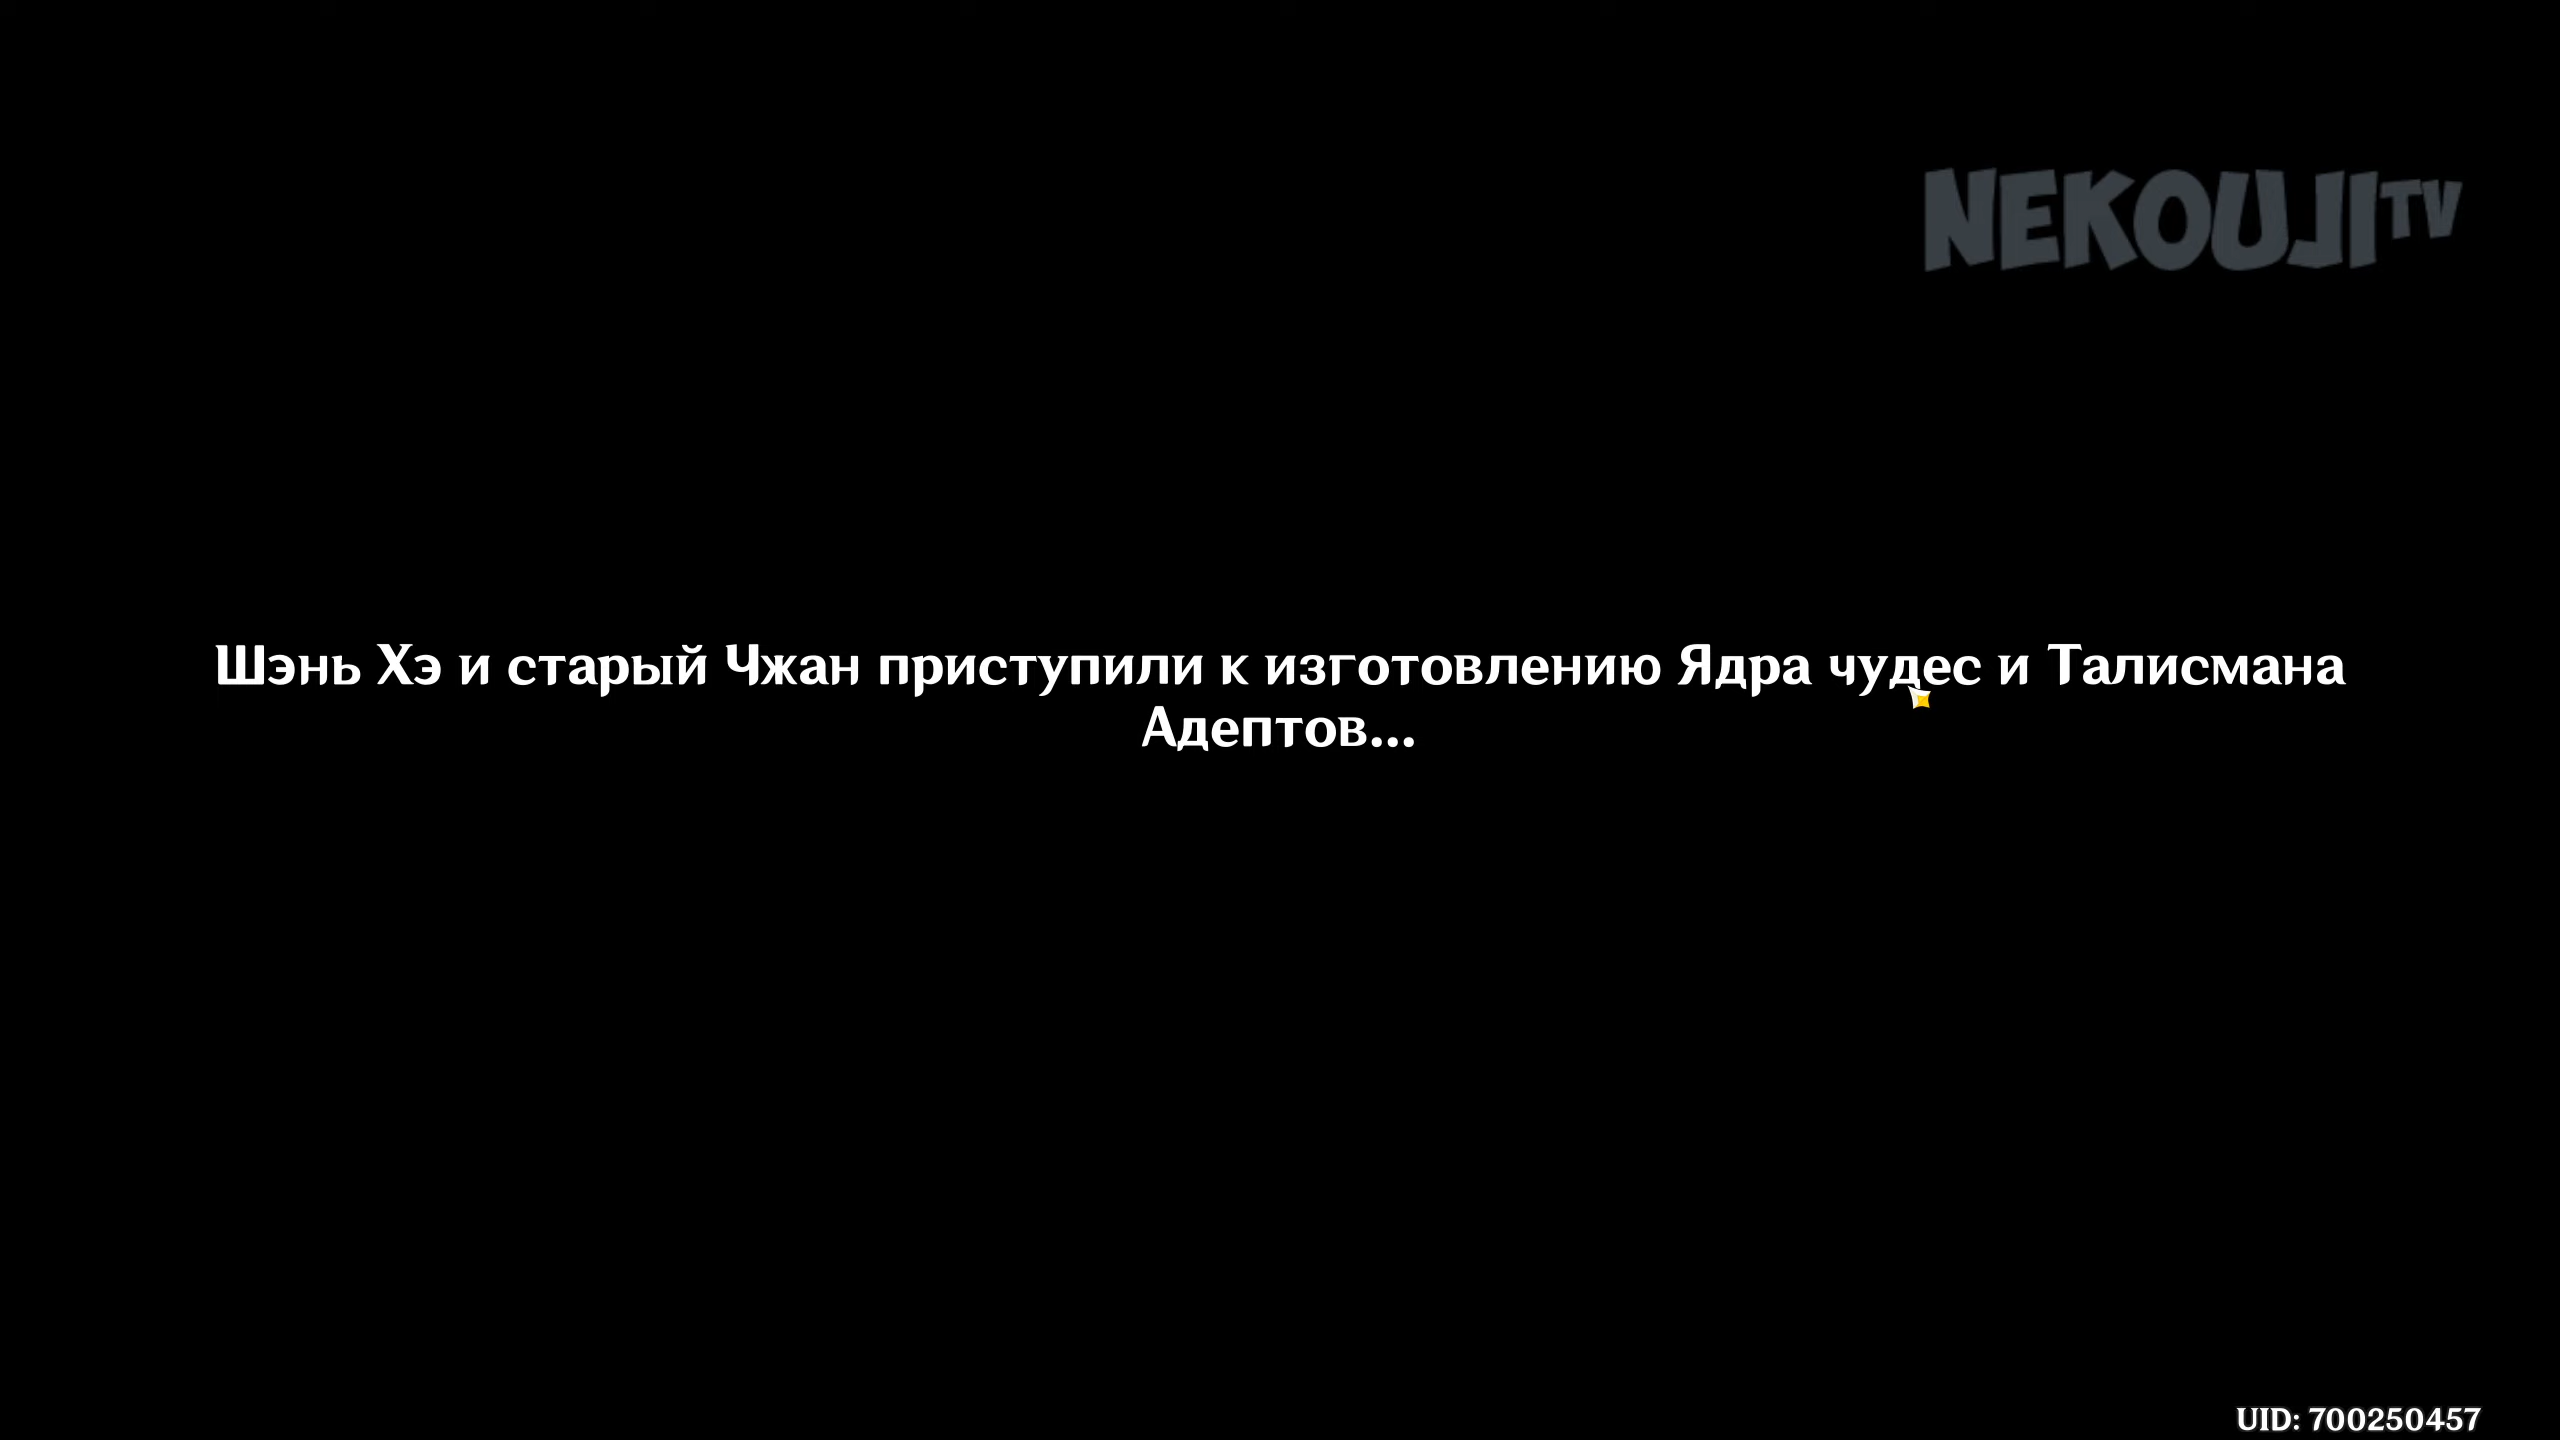 NEKOUJI TV
Шэнь Хэ и старый Чжан приступили к изготовлению Ядра чудес и Талисмана
Адептов...
UID: 700250457